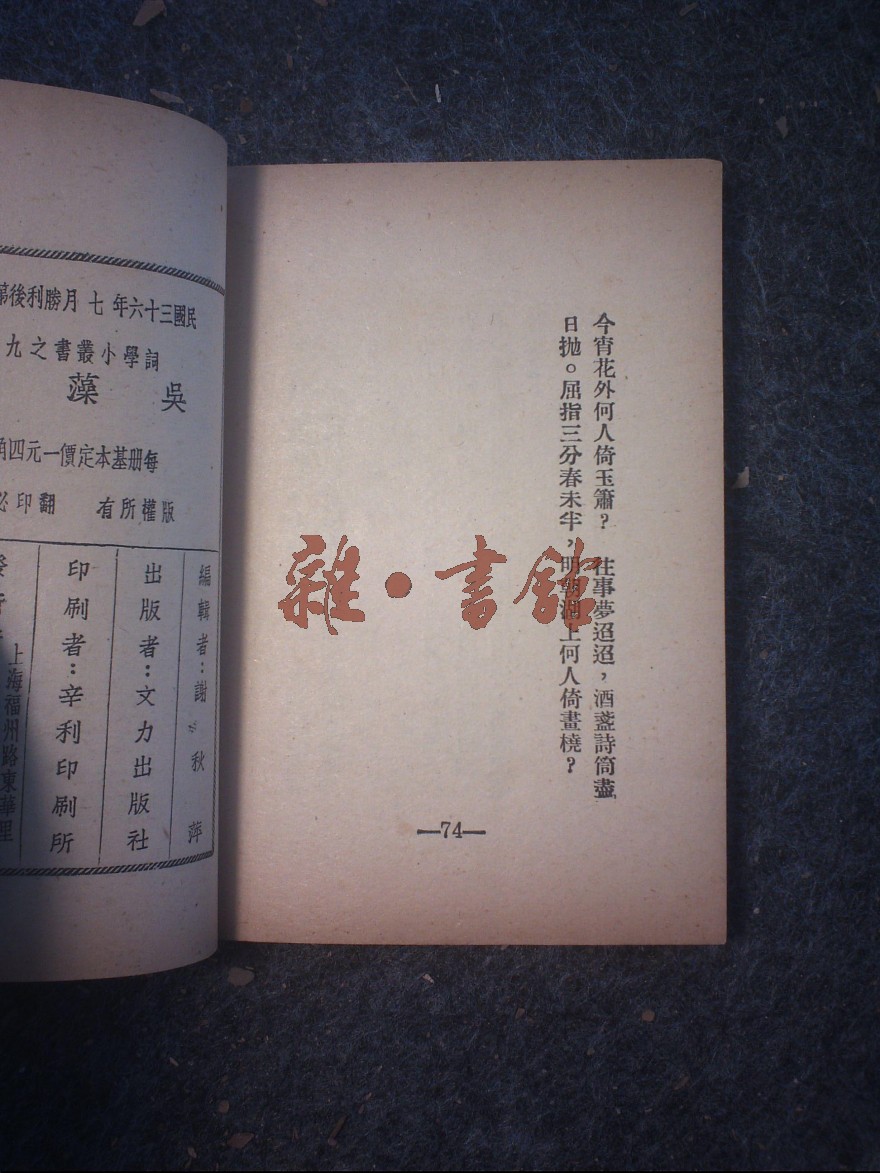 今宵花外何人倚玉簫？　往事夢迢迢，酒盞詩筒盡
日抛。屈指三分春未半，明朝湖上何人倚畫橈？
—74—
雜·書館
民國三十六年七月勝利後第
詞學小叢書之九
吳藻
每册基本定價一元四角
版權所有　翻印必
編輯者：謝秋萍
出版者：文力出版社
印刷者：辛利印刷所
上海福州路東華里